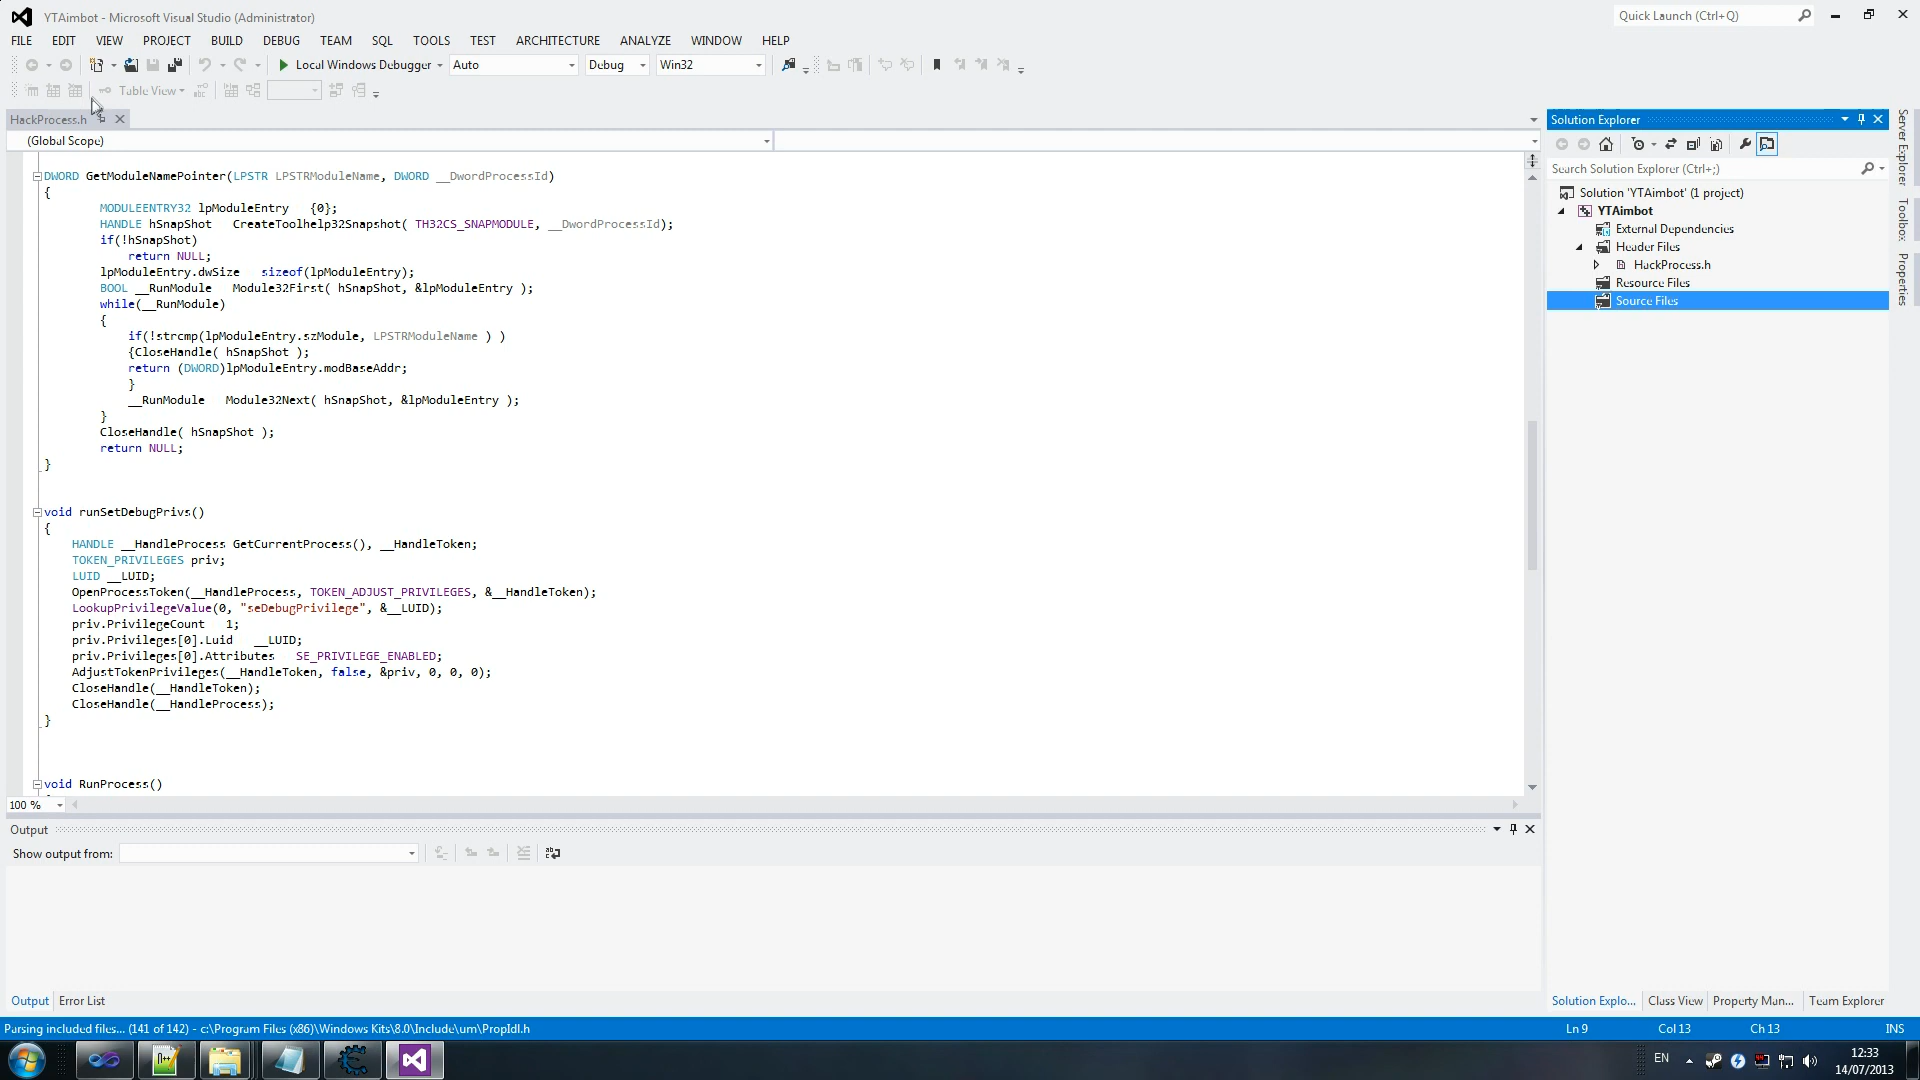 YTAimbot - Microsoft Visual Studio (Administrator)
Quick Launch (Ctrl+Q)
FILE EDIT VIEW PROJECT BUILD DEBUG TEAM SQL TOOLS TEST ARCHITECTURE ANALYZE WINDOW HELP
Local Windows Debugger Auto Debug Win32
Table View
HackProcess.h
(Global Scope)
DWORD GetModuleNamePointer(LPSTR LPSTRModuleName, DWORD __DwordProcessId)
{
MODULEENTRY32 lpModuleEntry {0};
HANDLE hSnapShot CreateToolhelp32Snapshot( TH32CS_SNAPMODULE, __DwordProcessId);
if(!hSnapShot)
return NULL;
lpModuleEntry.dwSize sizeof(lpModuleEntry);
BOOL __RunModule Module32First( hSnapShot, &lpModuleEntry );
while(__RunModule)
{
if(!strcmp(lpModuleEntry.szModule, LPSTRModuleName ) )
{CloseHandle( hSnapShot );
return (DWORD)lpModuleEntry.modBaseAddr;
}
__RunModule Module32Next( hSnapShot, &lpModuleEntry );
}
CloseHandle( hSnapShot );
return NULL;
}
void runSetDebugPrivs()
{
HANDLE __HandleProcess GetCurrentProcess(), __HandleToken;
TOKEN_PRIVILEGES priv;
LUID __LUID;
OpenProcessToken(__HandleProcess, TOKEN_ADJUST_PRIVILEGES, &__HandleToken);
LookupPrivilegeValue(0, "seDebugPrivilege", &__LUID);
priv.PrivilegeCount 1;
priv.Privileges[0].Luid __LUID;
priv.Privileges[0].Attributes SE_PRIVILEGE_ENABLED;
AdjustTokenPrivileges(__HandleToken, false, &priv, 0, 0, 0);
CloseHandle(__HandleToken);
CloseHandle(__HandleProcess);
}
void RunProcess()
100 %
Output
Show output from:
Output Error List
Solution Explorer
Search Solution Explorer (Ctrl+;)
Solution 'YTAimbot' (1 project)
YTAimbot
External Dependencies
Header Files
HackProcess.h
Resource Files
Source Files
Server Explorer
Toolbox
Properties
Solution Explo... Class View Property Man... Team Explorer
Parsing included files... (141 of 142) - c:\Program Files (x86)\Windows Kits\8.0\Include\um\PropIdl.h
Ln 9 Col 13 Ch 13 INS
EN
12:33
14/07/2013